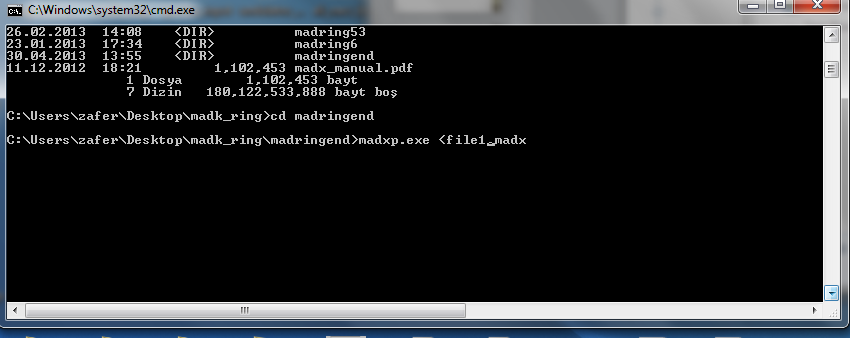 C:\Windows\system32\cmd.exe
26.02.2013 14:08 <DIR> madring53
23.01.2013 17:34 <DIR> madring6
30.04.2013 13:55 <DIR> madringend
11.12.2012 18:21 1,102,453 madx_manual.pdf
1 Dosya 1,102,453 bayt
7 Dizin 180,122,533,888 bayt boş
C:\Users\zafer\Desktop\madk_ring>cd madringend
C:\Users\zafer\Desktop\madk_ring\madringend>madxp.exe <file1.madx